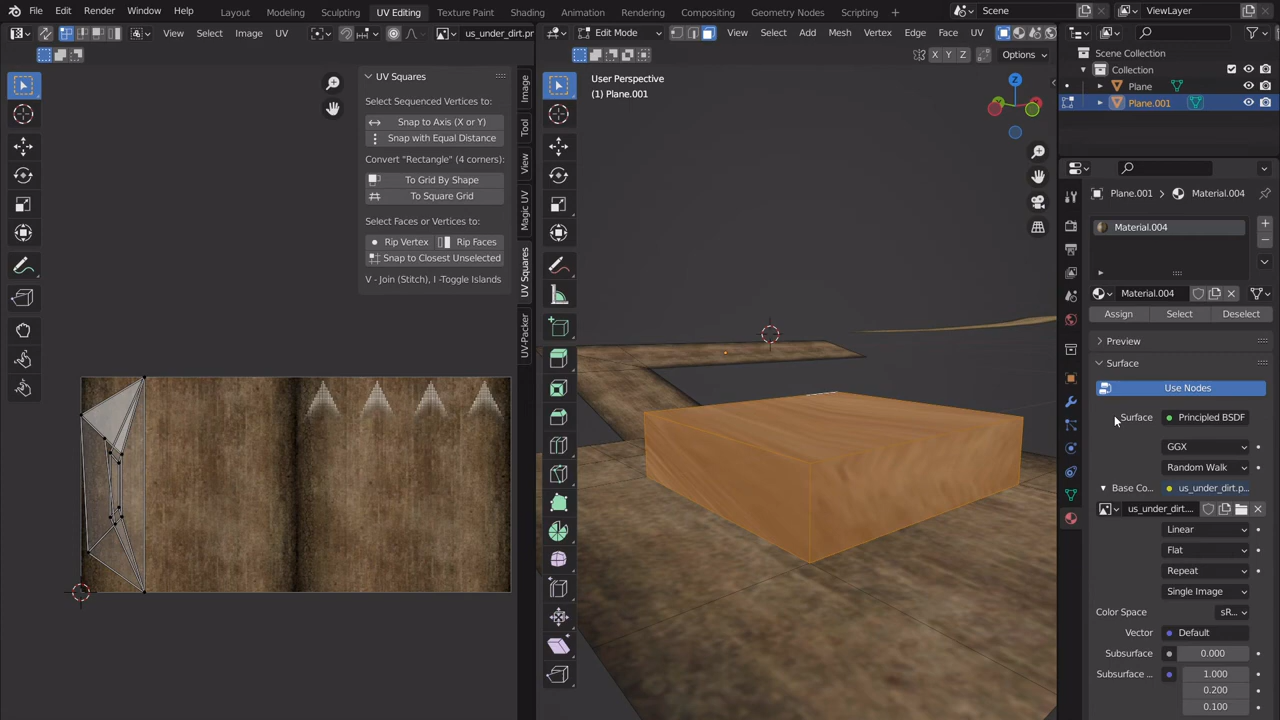 File Edit Render Window Help Layout Modeling Sculpting UV Editing Texture Paint Shading Animation Rendering Compositing Geometry Nodes Scripting + Scene ViewLayer
View Select Image UV us_under_dirt.pr Edit Mode View Select Add Mesh Vertex Edge Face UV
X Y Z Options
UV Squares
Select Sequenced Vertices to:
Snap to Axis (X or Y)
Snap with Equal Distance
Convert "Rectangle" (4 corners):
To Grid By Shape
To Square Grid
Select Faces or Vertices to:
Rip Vertex Rip Faces
Snap to Closest Unselected
V - Join (Stitch), I -Toggle Islands
Image
Tool
View
Magic UV
UV Squares
UV-Packer
User Perspective
(1) Plane.001
Z
Scene Collection
Collection
Plane
Plane.001
Plane.001 Material.004
Material.004
Material.004
Assign Select Deselect
Preview
Surface
Use Nodes
Surface Principled BSDF
GGX
Random Walk
Base Co... us_under_dirt.p...
us_under_dirt....
Linear
Flat
Repeat
Single Image
Color Space sR...
Vector Default
Subsurface 0.000
Subsurface ... 1.000
0.200
0.100